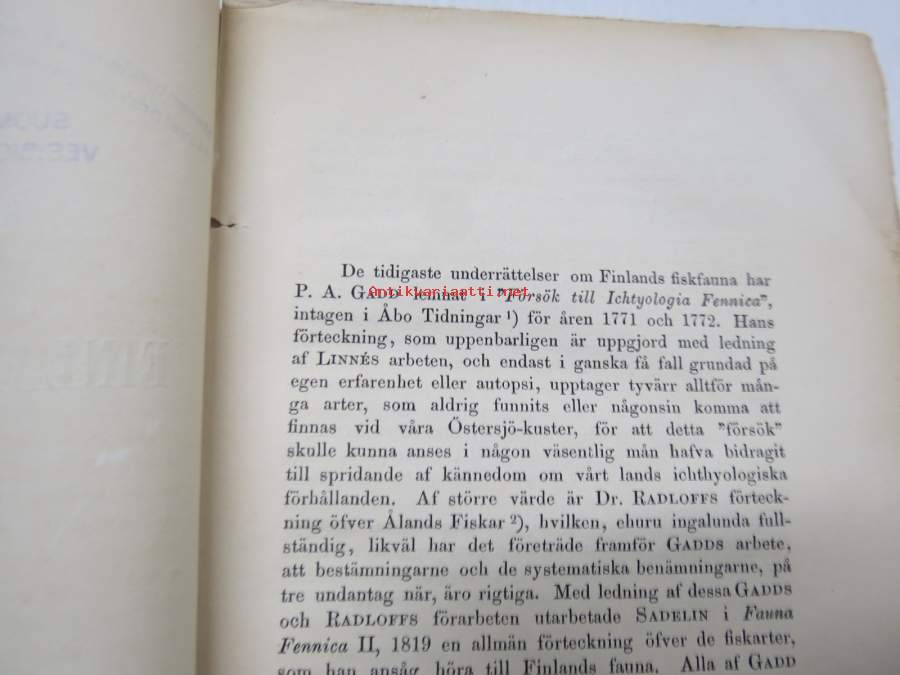 De tidigaste underrättelser om Finlands fiskfauna har
P. A. GADD lemnat i "Försök till Ichtyologia Fennica",
Antikvariaatti.net
intagen i Åbo Tidningar ¹) för åren 1771 och 1772. Hans
förteckning, som uppenbarligen är uppgjord med ledning
af LINNÉS arbeten, och endast i ganska få fall grundad på
egen erfarenhet eller autopsi, upptager tyvärr alltför mån-
ga arter, som aldrig funnits eller någonsin komma att
finnas vid våra Östersjö-kuster, för att detta "försök"
skulle kunna anses i någon väsentlig mån hafva bidragit
till spridande af kännedom om vårt lands ichthyologiska
förhållanden. Af större värde är Dr. RADLOFFS förteck-
ning öfver Ålands Fiskar ²), hvilken, ehuru ingalunda full-
ständig, likväl har det företräde framför GADDS arbete,
att bestämningarne och de systematiska benämningarne, på
tre undantag när, äro rigtiga. Med ledning af dessa GADDS
och RADLOFFS förarbeten utarbetade SADELIN i Fauna
Fennica II, 1819 en allmän förteckning öfver de fiskarter,
som han ansåg höra till Finlands fauna. Alla af GADD